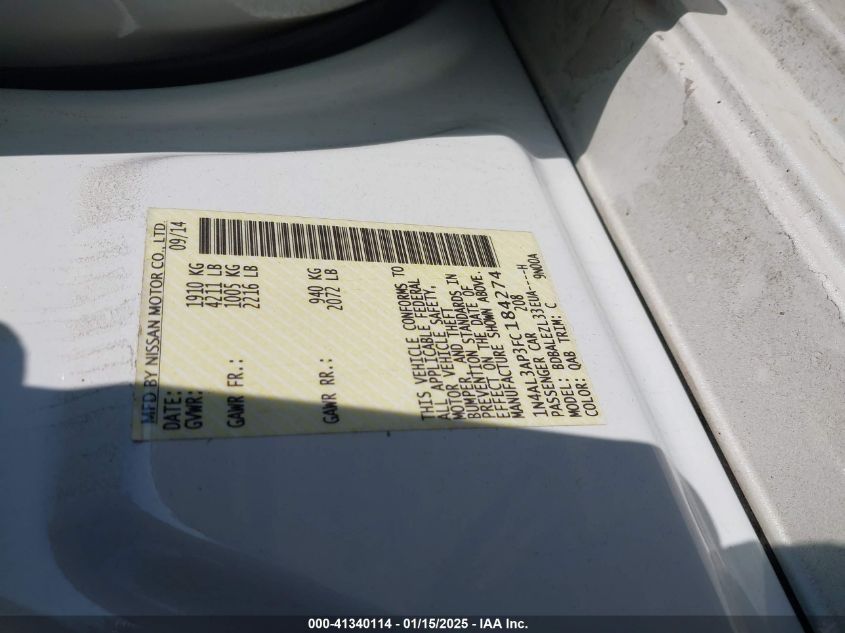 MFD BY NISSAN MOTOR CO., LTD
DATE: 09/14
GVWR: 1910 KG
4211 LB
GAWR FR.: 1005 KG
2216 LB
GAWR RR.: 940 KG
2072 LB
THIS VEHICLE CONFORMS TO
ALL APPLICABLE FEDERAL
MOTOR VEHICLE SAFETY,
BUMPER, AND THEFT
PREVENTION STANDARDS IN
EFFECT ON THE DATE OF
MANUFACTURE SHOWN ABOVE.
1N4AL3AP3FC184274
PASSENGER CAR 208
MODEL: BDBALEZL33EUA----H
COLOR: QAB TRIM: C 9W00A
000-41340114 - 01/15/2025 - IAA Inc.